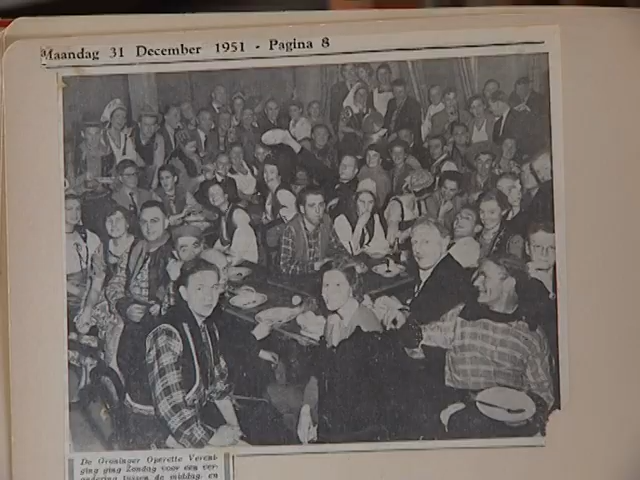 Maandag 31 December 1951 - Pagina 8
De Groninger Operette Vereni-
ging ging Zondag voor een ver-
andering tussen de middag en